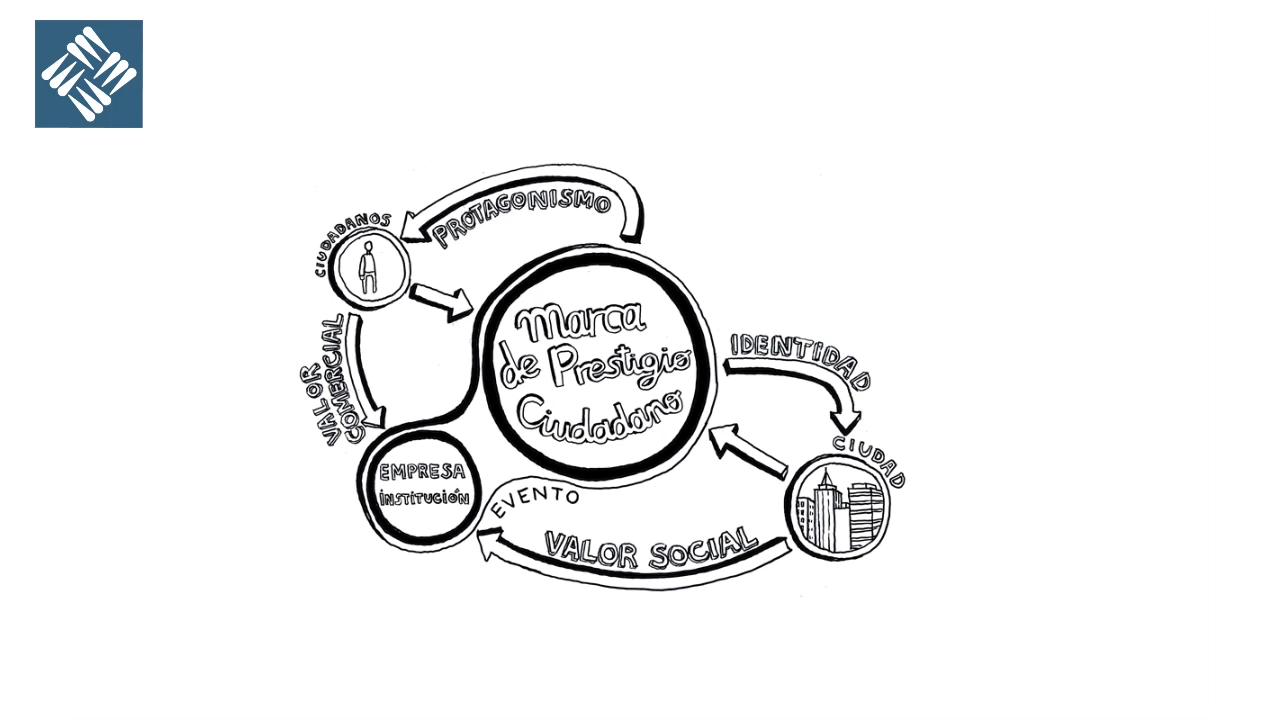 PROTAGONISMO
CIUDADANOS
Marca
de Prestigio
Ciudadano
IDENTIDAD
VALOR
COMERCIAL
CIUDAD
EMPRESA
INSTITUCIÓN
EVENTO
VALOR SOCIAL